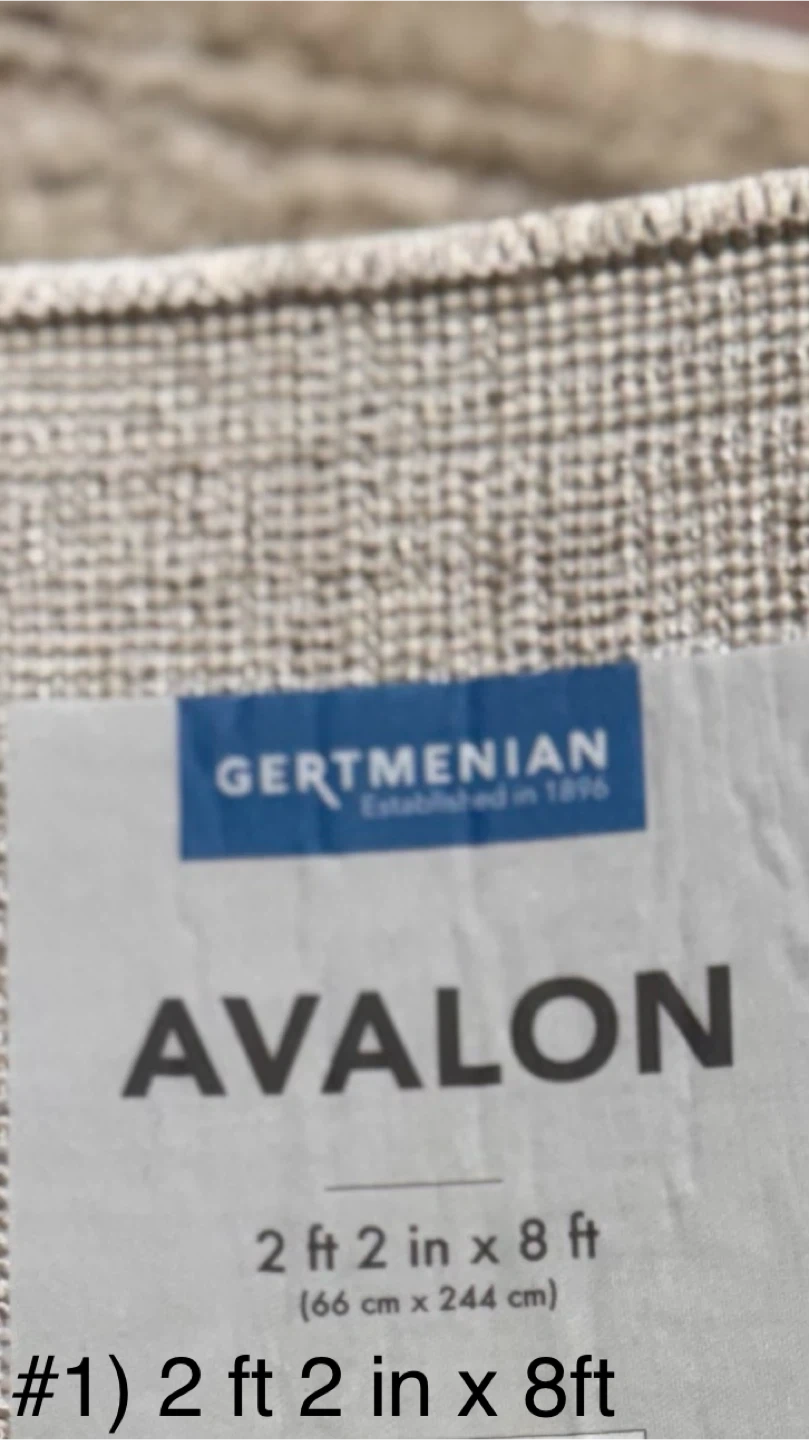 GERTMENIAN
Established in 1896
AVALON
2 ft 2 in x 8 ft
(66 cm x 244 cm)
#1) 2 ft 2 in x 8ft